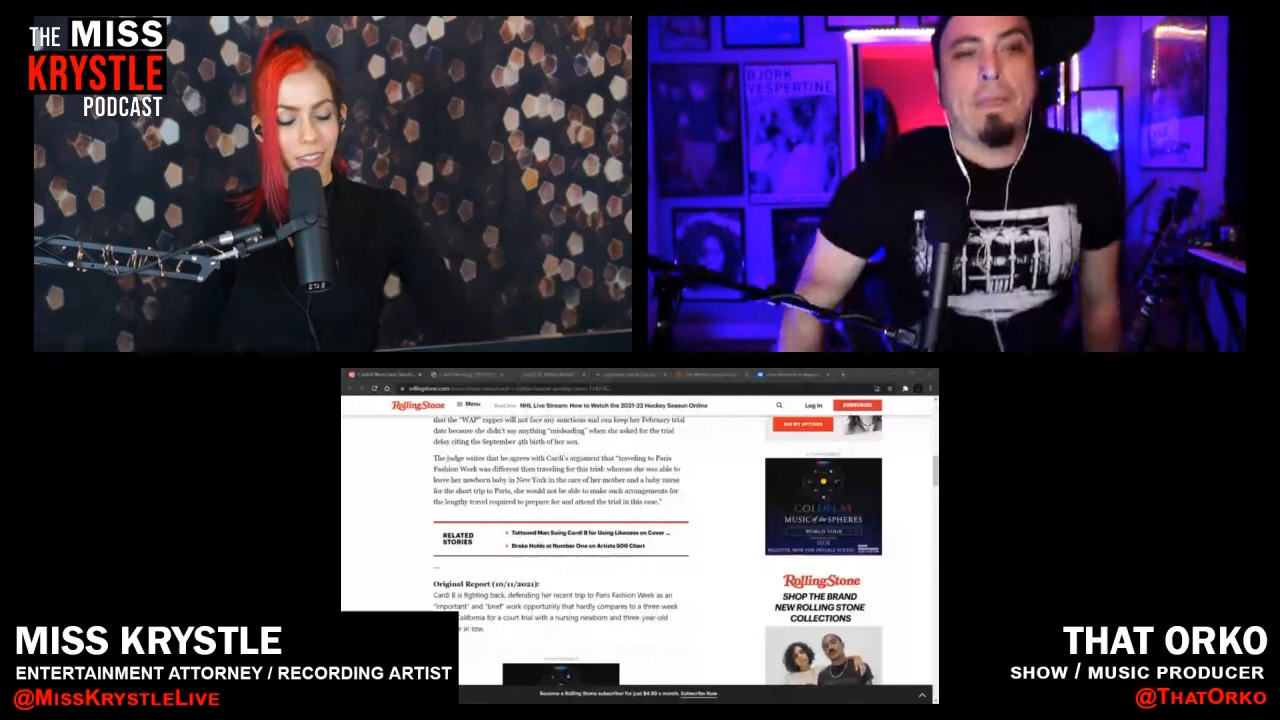 THE MISS
KRYSTLE
PODCAST
BJÖRK
VESPERTINE
rollingstone.com
RollingStone
Menu
Read Next NHL Live Stream: How to Watch the 2021-22 Hockey Season Online
Log In
SUBSCRIBE
that the “WAP” rapper will not face any sanctions and can keep her February trial
date because she didn’t say anything “misleading” when she asked for the trial
delay citing the September 4th birth of her son.
The judge writes that he agrees with Cardi’s argument that “traveling to Paris
Fashion Week was different than traveling for this trial: whereas she was able to
leave her newborn baby in New York in the care of her mother and a baby nurse
for the short trip to Paris, she would not be able to make such arrangements for
the lengthy travel required to prepare for and attend the trial in this case.”
RELATED
STORIES
Tattooed Man Suing Cardi B for Using Likeness on Cover ...
Drake Holds at Number One on Artists 500 Chart
Original Report (10/11/2021):
Cardi B is fighting back, defending her recent trip to Paris Fashion Week as an
“important” and “brief” work opportunity that hardly compares to a three-week
California for a court trial with a nursing newborn and three-year-old
in tow.
SEE MY OPTIONS
COLDPLAY
MUSIC of the SPHERES
WORLD TOUR
RollingStone
SHOP THE BRAND
NEW ROLLING STONE
COLLECTIONS
Become a Rolling Stone subscriber for just $4.99 a month. Subscribe Now
MISS KRYSTLE
ENTERTAINMENT ATTORNEY / RECORDING ARTIST
@MISSKRYSTLELIVE
THAT ORKO
SHOW / MUSIC PRODUCER
@THATORKO